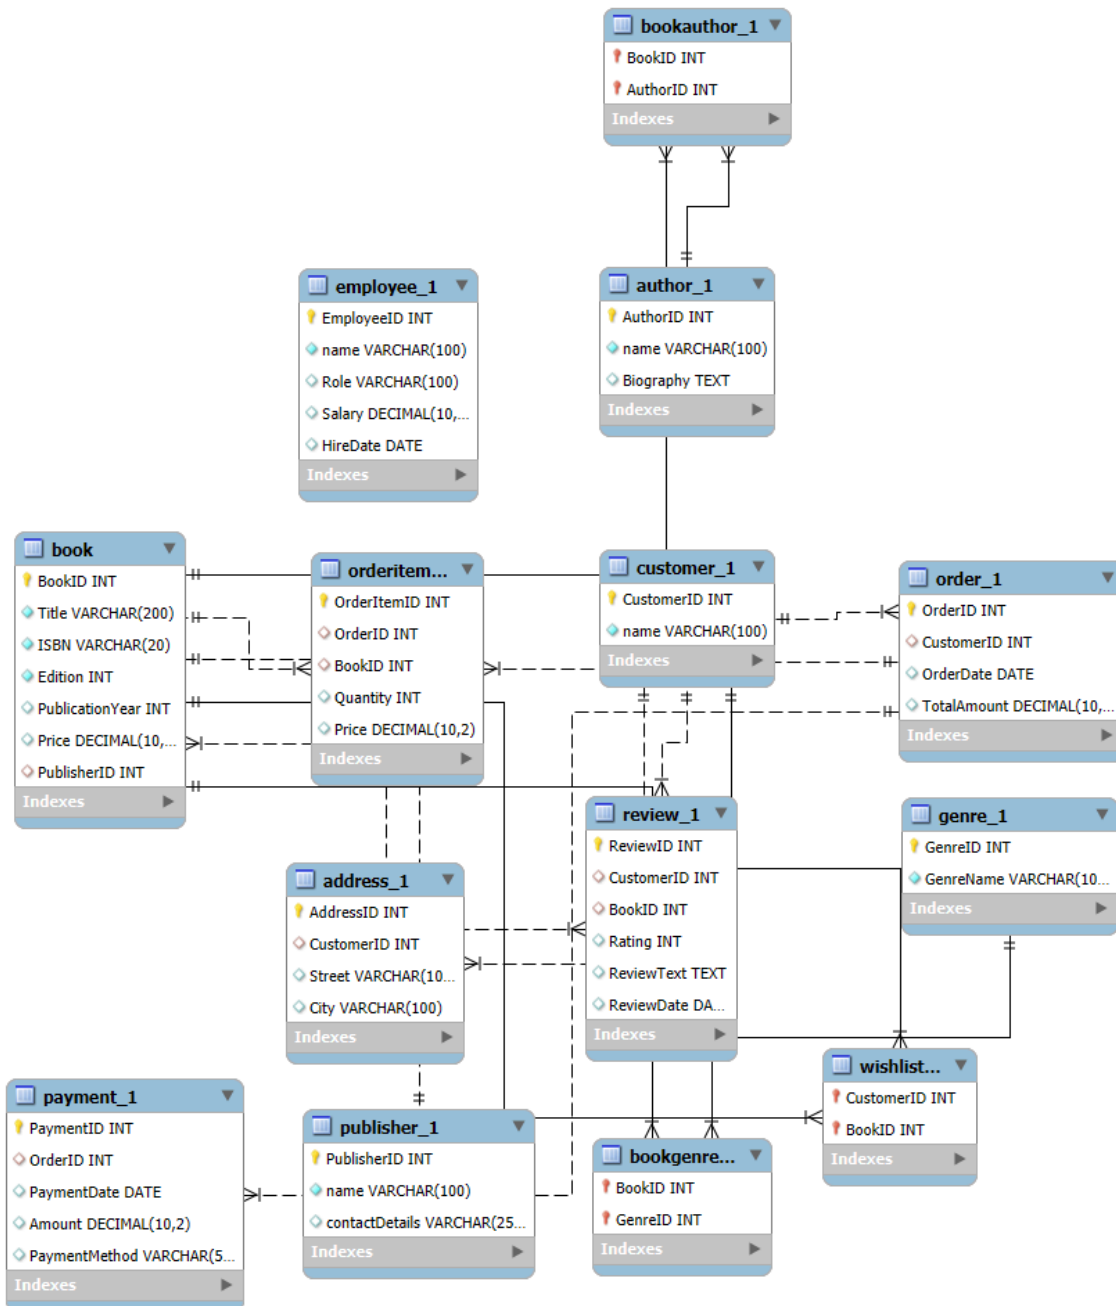 bookauthor_1
BookID INT
AuthorID INT
Indexes
employee_1
EmployeeID INT
name VARCHAR(100)
Role VARCHAR(100)
Salary DECIMAL(10,...
HireDate DATE
Indexes
author_1
AuthorID INT
name VARCHAR(100)
Biography TEXT
Indexes
book
BookID INT
Title VARCHAR(200)
ISBN VARCHAR(20)
Edition INT
PublicationYear INT
Price DECIMAL(10,...
PublisherID INT
Indexes
orderitem...
OrderItemID INT
OrderID INT
BookID INT
Quantity INT
Price DECIMAL(10,2)
Indexes
customer_1
CustomerID INT
name VARCHAR(100)
Indexes
order_1
OrderID INT
CustomerID INT
OrderDate DATE
TotalAmount DECIMAL(10,...
Indexes
review_1
ReviewID INT
CustomerID INT
BookID INT
Rating INT
ReviewText TEXT
ReviewDate DA...
Indexes
genre_1
GenreID INT
GenreName VARCHAR(10...
Indexes
address_1
AddressID INT
CustomerID INT
Street VARCHAR(10...
City VARCHAR(100)
Indexes
wishlist...
CustomerID INT
BookID INT
Indexes
payment_1
PaymentID INT
OrderID INT
PaymentDate DATE
Amount DECIMAL(10,2)
PaymentMethod VARCHAR(5...
Indexes
publisher_1
PublisherID INT
name VARCHAR(100)
contactDetails VARCHAR(25...
Indexes
bookgenre...
BookID INT
GenreID INT
Indexes